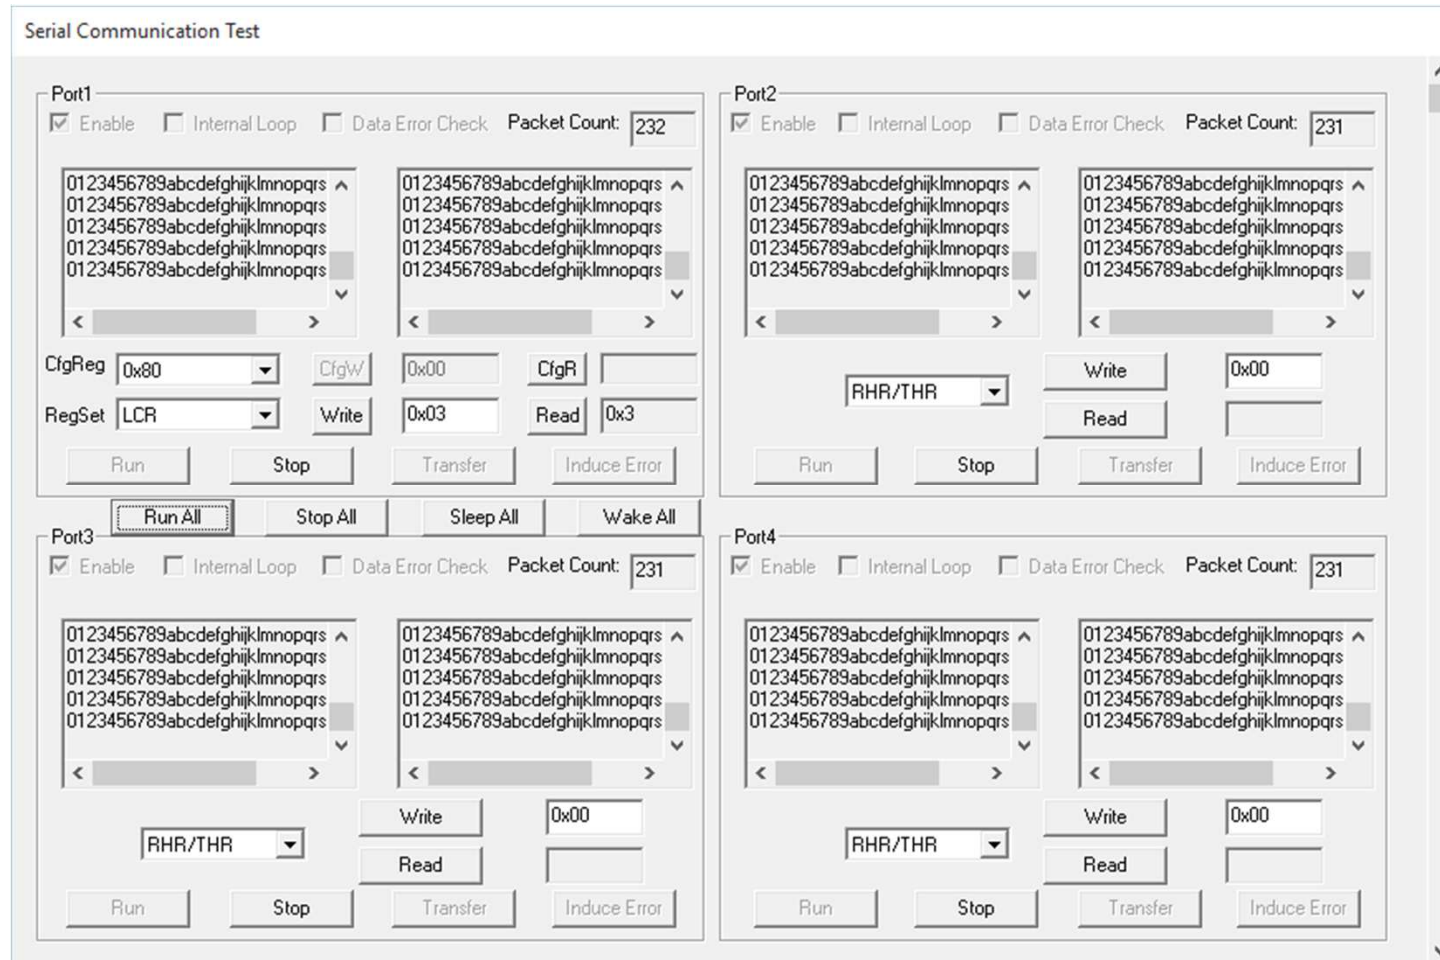 Serial Communication Test
Port1
Enable Internal Loop Data Error Check Packet Count: 232
0123456789abcdefghijklmnopqrs 0123456789abcdefghijklmnopqrs
0123456789abcdefghijklmnopqrs 0123456789abcdefghijklmnopqrs
0123456789abcdefghijklmnopqrs 0123456789abcdefghijklmnopqrs
0123456789abcdefghijklmnopqrs 0123456789abcdefghijklmnopqrs
0123456789abcdefghijklmnopqrs 0123456789abcdefghijklmnopqrs
CfgReg 0x80 CfgW 0x00 CfgR
RegSet LCR Write 0x03 Read 0x3
Run Stop Transfer Induce Error
Port2
Enable Internal Loop Data Error Check Packet Count: 231
0123456789abcdefghijklmnopqrs 0123456789abcdefghijklmnopqrs
0123456789abcdefghijklmnopqrs 0123456789abcdefghijklmnopqrs
0123456789abcdefghijklmnopqrs 0123456789abcdefghijklmnopqrs
0123456789abcdefghijklmnopqrs 0123456789abcdefghijklmnopqrs
0123456789abcdefghijklmnopqrs 0123456789abcdefghijklmnopqrs
Write 0x00
RHR/THR
Read
Run Stop Transfer Induce Error
Run All Stop All Sleep All Wake All
Port3
Enable Internal Loop Data Error Check Packet Count: 231
0123456789abcdefghijklmnopqrs 0123456789abcdefghijklmnopqrs
0123456789abcdefghijklmnopqrs 0123456789abcdefghijklmnopqrs
0123456789abcdefghijklmnopqrs 0123456789abcdefghijklmnopqrs
0123456789abcdefghijklmnopqrs 0123456789abcdefghijklmnopqrs
0123456789abcdefghijklmnopqrs 0123456789abcdefghijklmnopqrs
Write 0x00
RHR/THR
Read
Run Stop Transfer Induce Error
Port4
Enable Internal Loop Data Error Check Packet Count: 231
0123456789abcdefghijklmnopqrs 0123456789abcdefghijklmnopqrs
0123456789abcdefghijklmnopqrs 0123456789abcdefghijklmnopqrs
0123456789abcdefghijklmnopqrs 0123456789abcdefghijklmnopqrs
0123456789abcdefghijklmnopqrs 0123456789abcdefghijklmnopqrs
0123456789abcdefghijklmnopqrs 0123456789abcdefghijklmnopqrs
Write 0x00
RHR/THR
Read
Run Stop Transfer Induce Error